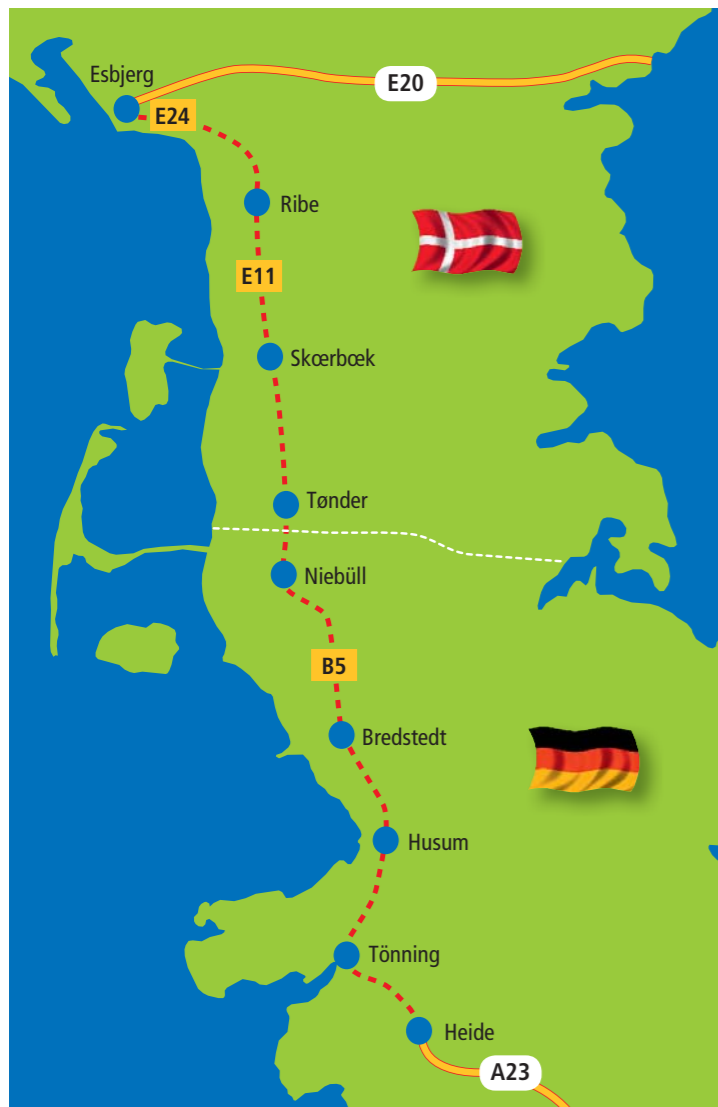 Esbjerg
E20
E24
Ribe
E11
Skœrbœk
Tønder
Niebüll
B5
Bredstedt
Husum
Tönning
Heide
A23